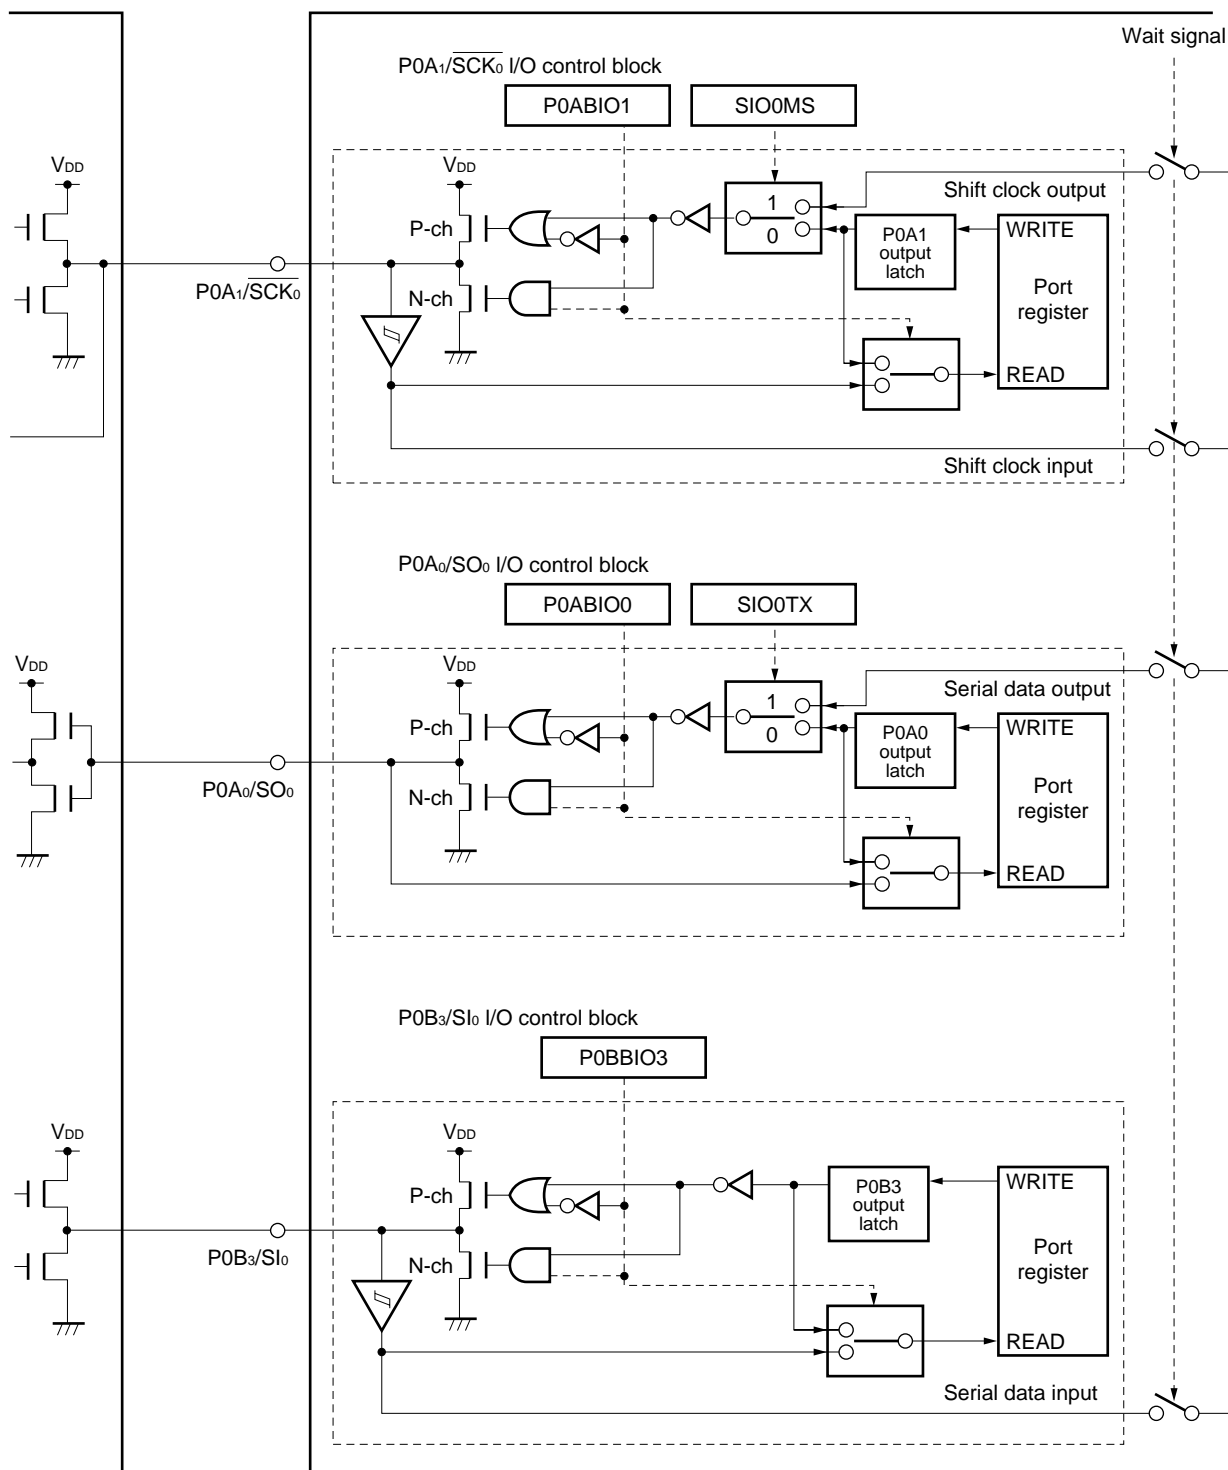 Wait signal
P0A1/SCK0 I/O control block
P0ABIO1
SIO0MS
VDD
VDD
P-ch
1
0
Shift clock output
P0A1
output
latch
WRITE
Port
register
READ
P0A1/SCK0
N-ch
Shift clock input
P0A0/SO0 I/O control block
P0ABIO0
SIO0TX
VDD
VDD
P-ch
1
0
Serial data output
P0A0
output
latch
WRITE
Port
register
READ
P0A0/SO0
N-ch
P0B3/SI0 I/O control block
P0BBIO3
VDD
VDD
P-ch
P0B3
output
latch
WRITE
Port
register
READ
P0B3/SI0
N-ch
Serial data input